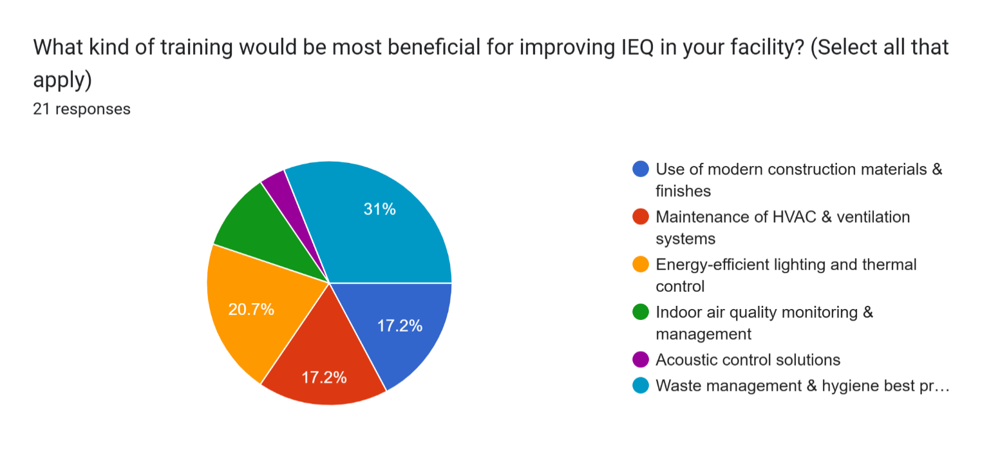 What kind of training would be most beneficial for improving IEQ in your facility? (Select all that
apply)
21 responses
31%
20.7%
17.2%
17.2%
Use of modern construction materials &
finishes
Maintenance of HVAC & ventilation
systems
Energy-efficient lighting and thermal
control
Indoor air quality monitoring &
management
Acoustic control solutions
Waste management & hygiene best pr…